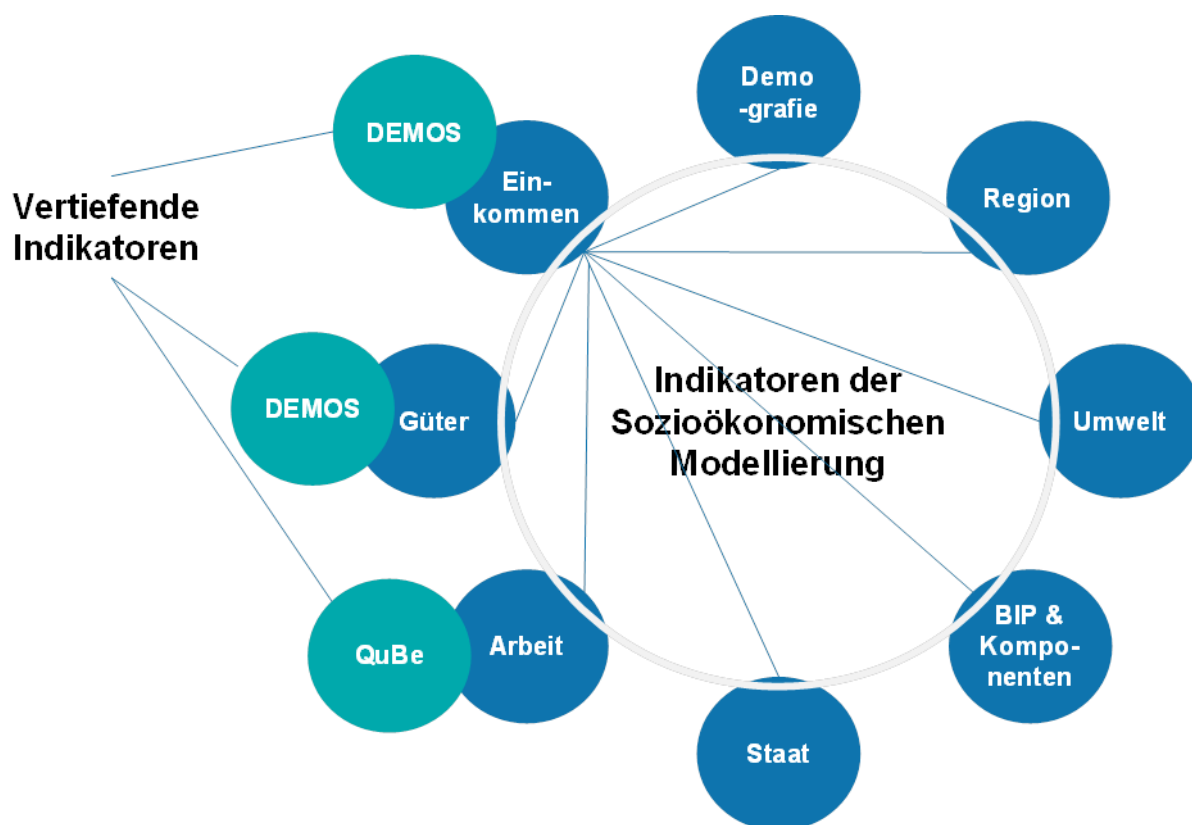 Demo
-grafie
DEMOS
Ein-
kommen
Region
Vertiefende
Indikatoren
Indikatoren der
Sozioökonomischen
Modellierung
DEMOS
Güter
Umwelt
QuBe
Arbeit
BIP &
Kompo-
nenten
Staat